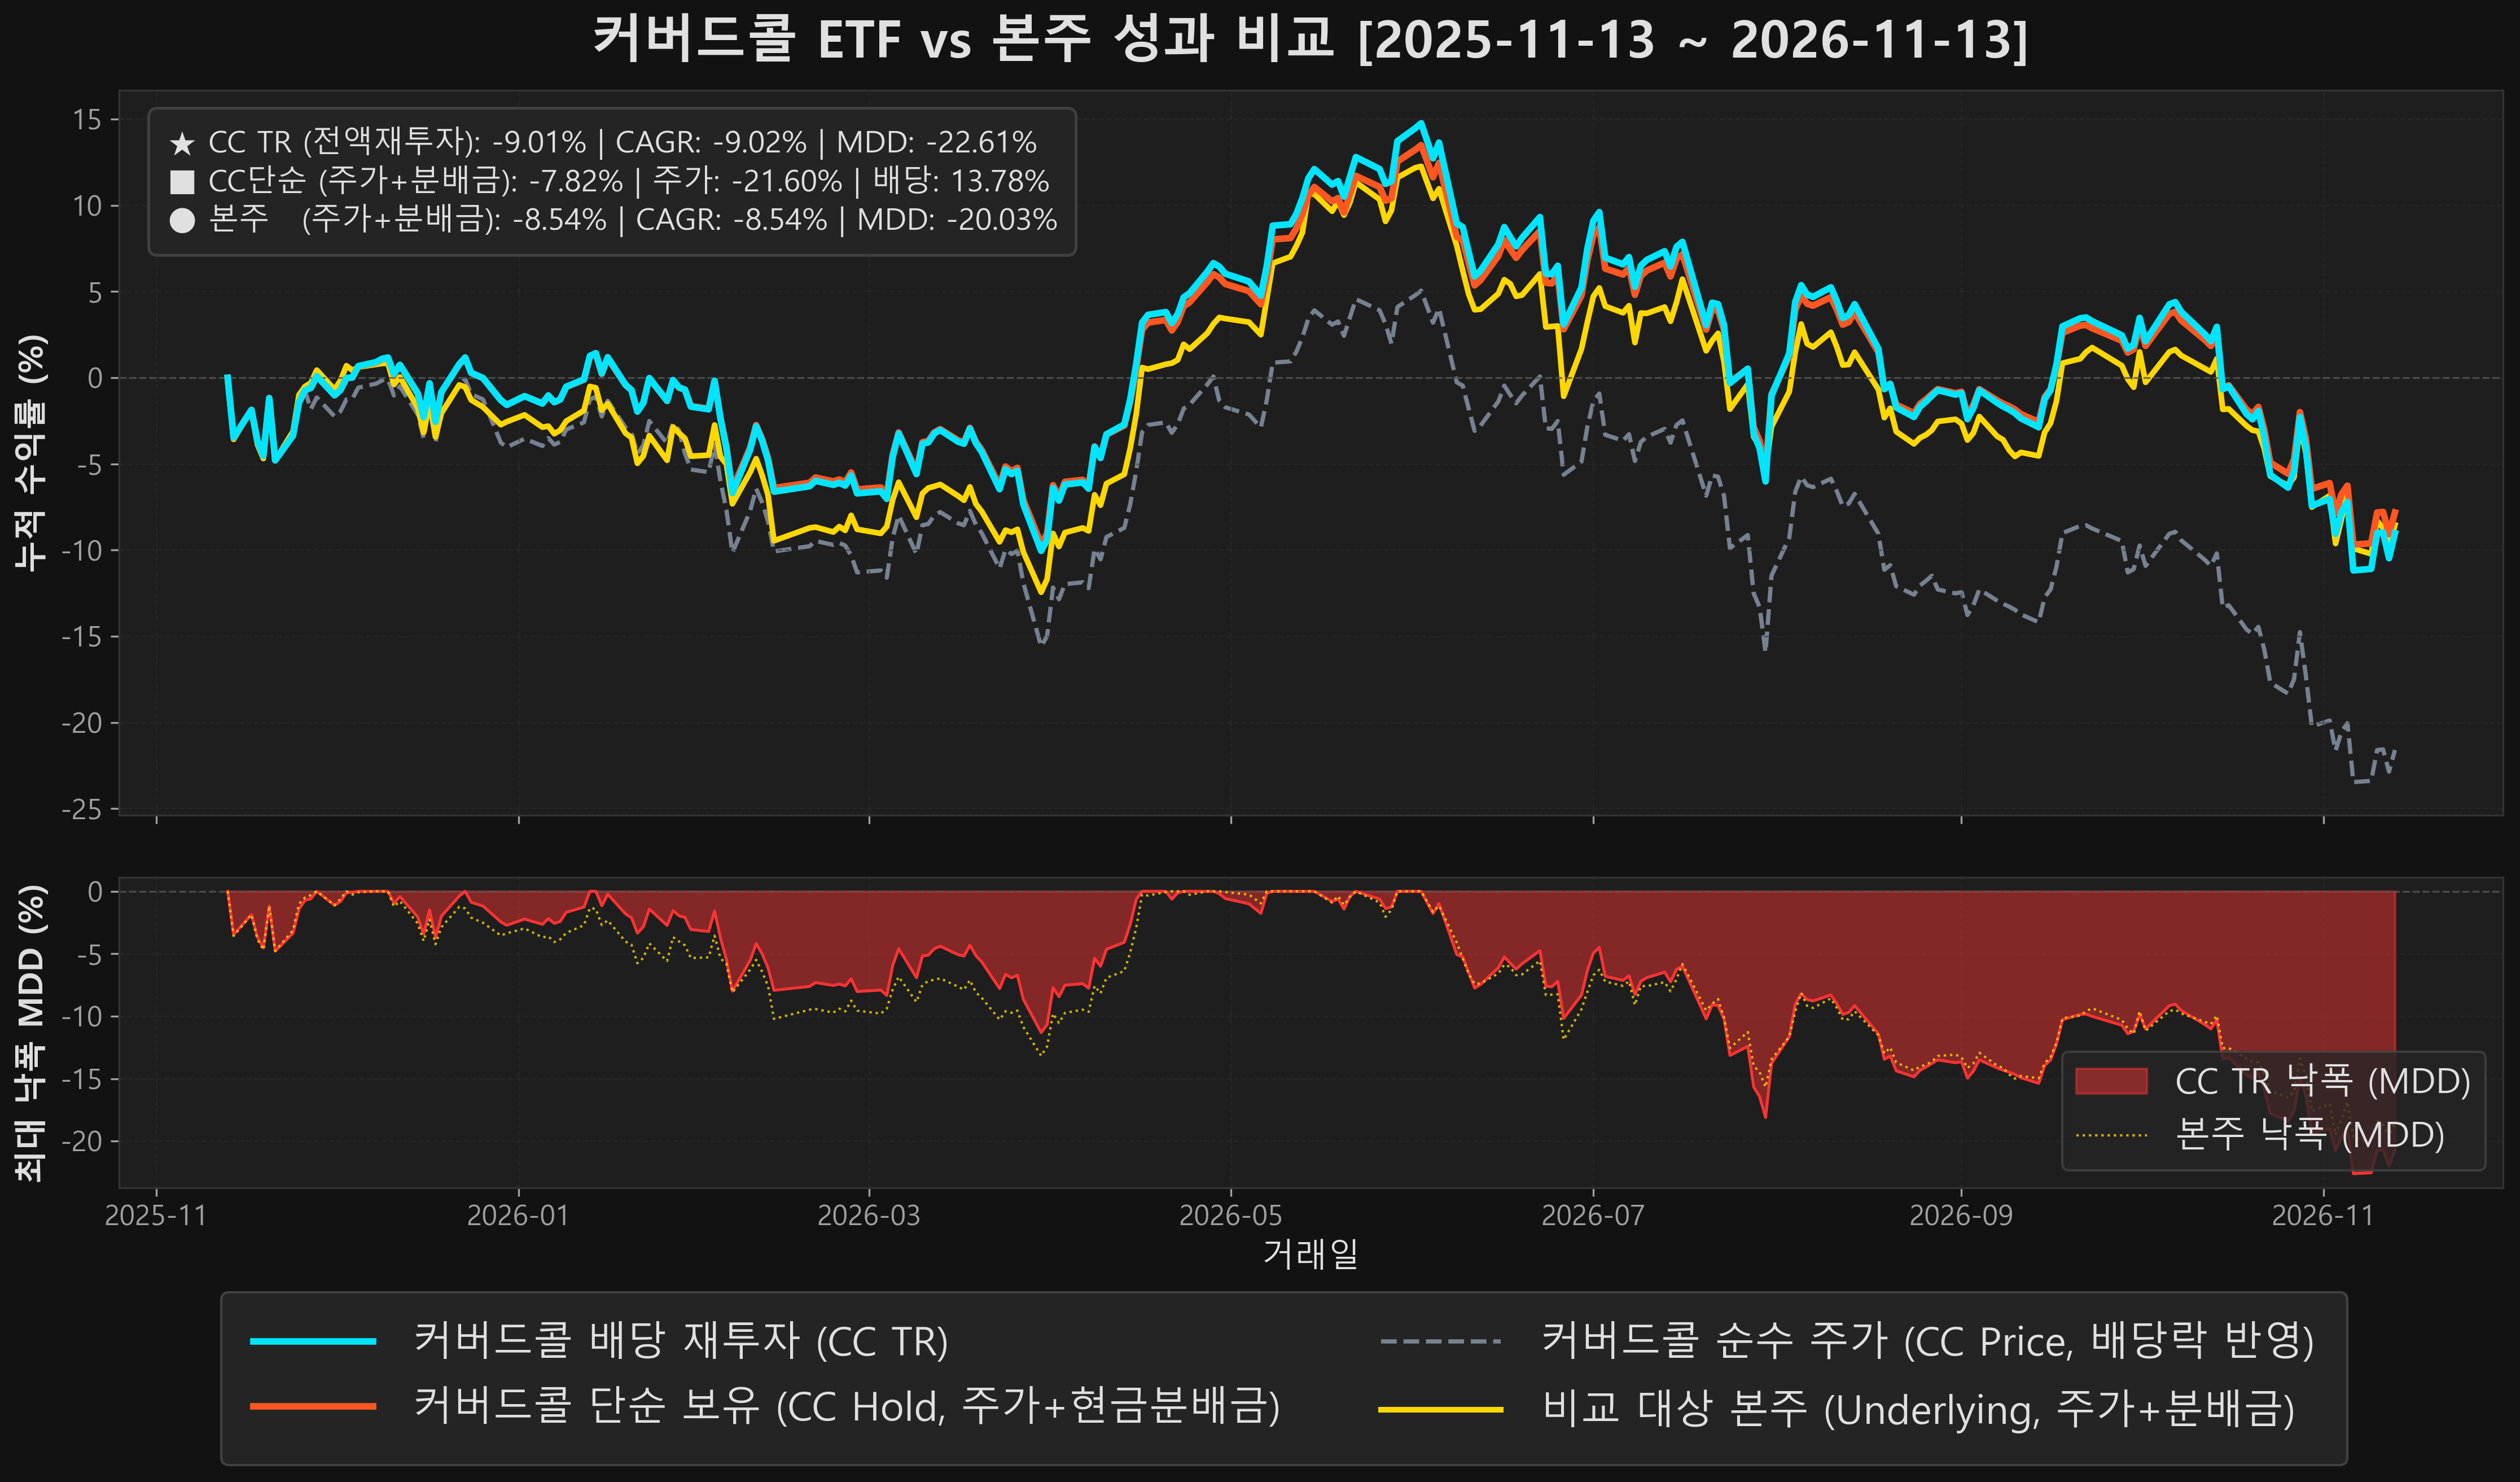 커버드콜 ETF vs 본주 성과 비교 [2025-11-13 ~ 2026-11-13]
★ CC TR (전액재투자): -9.01% | CAGR: -9.02% | MDD: -22.61%
■ CC단순 (주가+분배금): -7.82% | 주가: -21.60% | 배당: 13.78%
● 본주 (주가+분배금): -8.54% | CAGR: -8.54% | MDD: -20.03%
누적 수익률 (%)
15
10
5
0
-5
-10
-15
-20
-25
최대 낙폭 MDD (%)
0
-5
-10
-15
-20
CC TR 낙폭 (MDD)
본주 낙폭 (MDD)
2025-11 2026-01 2026-03 2026-05 2026-07 2026-09 2026-11
거래일
커버드콜 배당 재투자 (CC TR)
커버드콜 단순 보유 (CC Hold, 주가+현금분배금)
커버드콜 순수 주가 (CC Price, 배당락 반영)
비교 대상 본주 (Underlying, 주가+분배금)